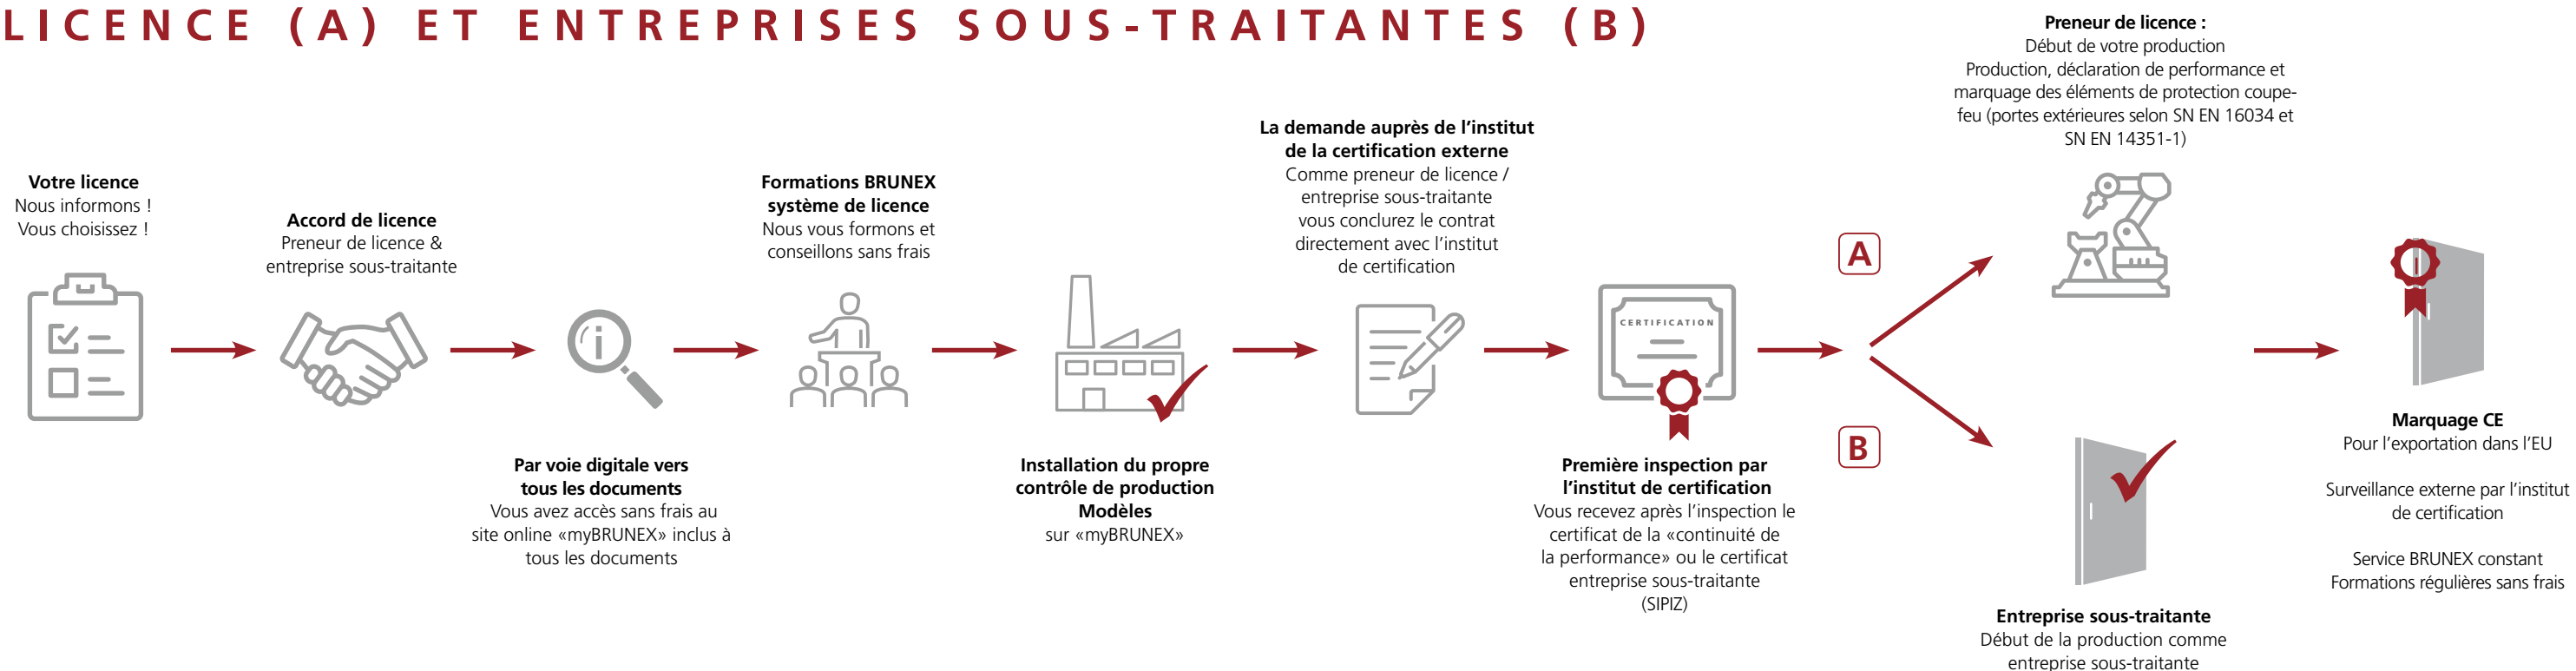 LICENCE (A) ET ENTREPRISES SOUS-TRAITANTES (B)
Votre licence
Nous informons !
Vous choisissez !
Accord de licence
Preneur de licence &
entreprise sous-traitante
Par voie digitale vers
tous les documents
Vous avez accès sans frais au
site online «myBRUNEX» inclus à
tous les documents
Formations BRUNEX
système de licence
Nous vous formons et
conseillons sans frais
Installation du propre
contrôle de production
Modèles
sur «myBRUNEX»
La demande auprès de l’institut
de la certification externe
Comme preneur de licence /
entreprise sous-traitante
vous conclurez le contrat
directement avec l’institut
de certification
CERTIFICATION
Première inspection par
l’institut de certification
Vous recevez après l’inspection le
certificat de la «continuité de
la performance» ou le certificat
entreprise sous-traitante
(SIPIZ)
A
Preneur de licence :
Début de votre production
Production, déclaration de performance et
marquage des éléments de protection coupe-
feu (portes extérieures selon SN EN 16034 et
SN EN 14351-1)
B
Entreprise sous-traitante
Début de la production comme
entreprise sous-traitante
Marquage CE
Pour l’exportation dans l’EU
Surveillance externe par l’institut
de certification
Service BRUNEX constant
Formations régulières sans frais